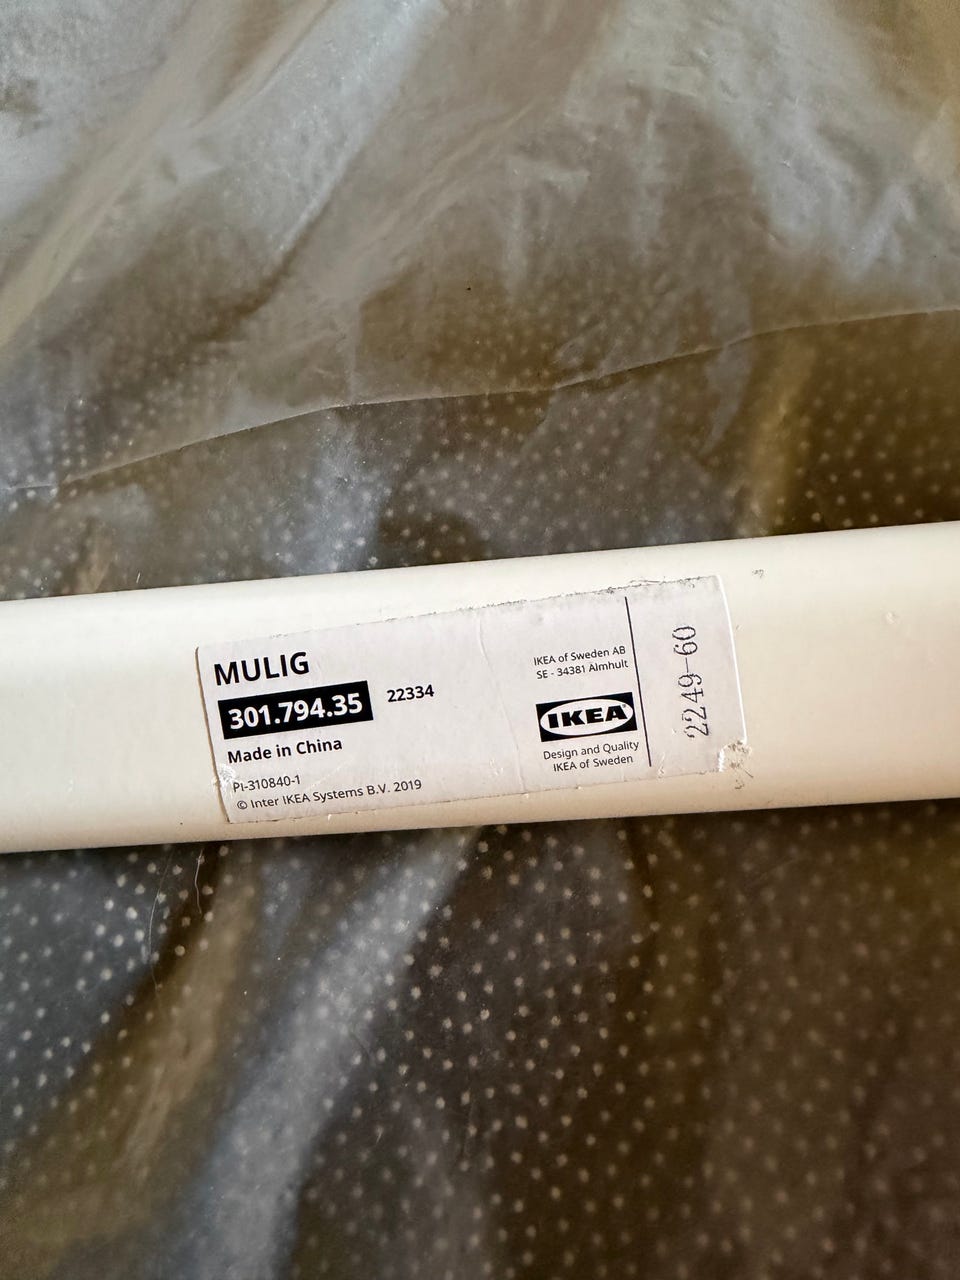 MULIG
301.794.35 22334
Made in China
PI-310840-1
© Inter IKEA Systems B.V. 2019
IKEA of Sweden AB
SE - 34381 Älmhult
IKEA
Design and Quality
IKEA of Sweden
2249-60